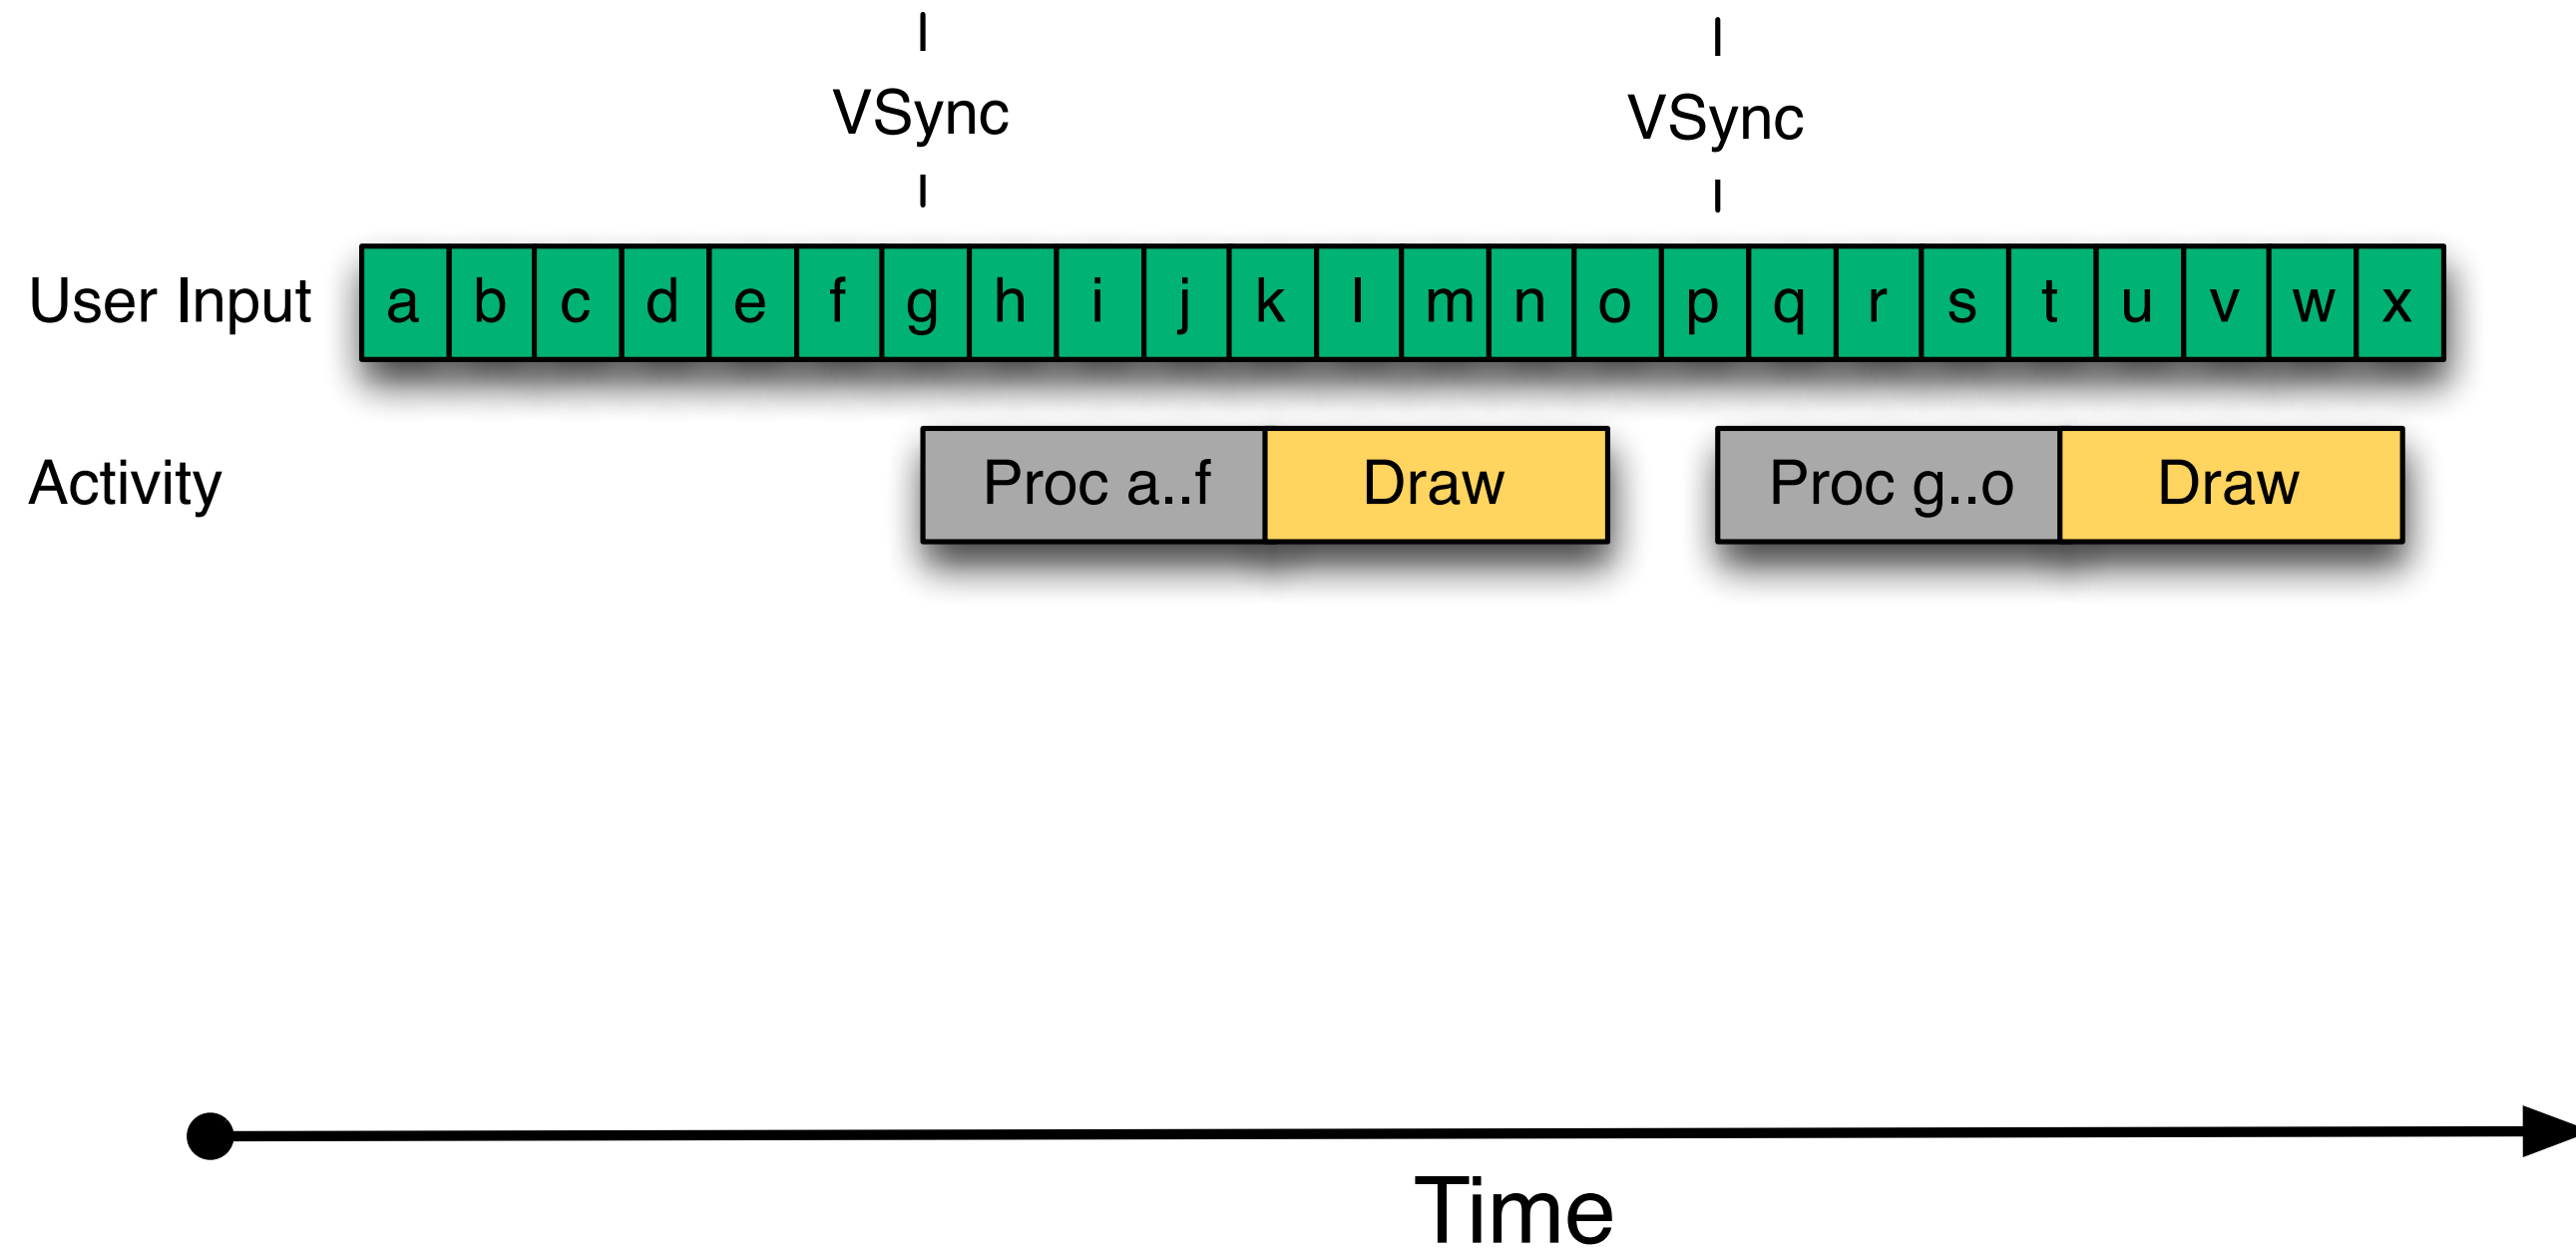 VSync VSync
User Input a b c d e f g h i j k l m n o p q r s t u v w x
Activity Proc a..f Draw Proc g..o Draw
Time